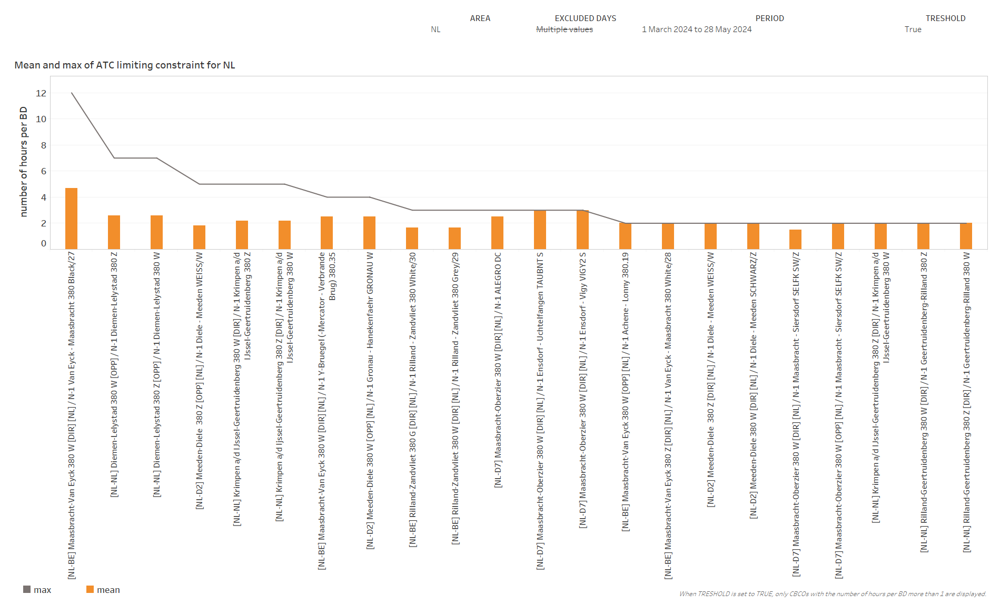 AREA EXCLUDED DAYS PERIOD TRESHOLD
NL Multiple values 1 March 2024 to 28 May 2024 True
Mean and max of ATC limiting constraint for NL
number of hours per BD
12
10
8
6
4
2
0
[NL-BE] Maasbracht-Van Eyck 380 W [DIR] [NL] / N-1 Van Eyck - Maasbracht 380 Black/27
[NL-NL] Diemen-Lelystad 380 W [OPP] / N-1 Diemen-Lelystad 380 Z
[NL-NL] Diemen-Lelystad 380 Z [OPP] / N-1 Diemen-Lelystad 380 W
[NL-D2] Meeden-Diele 380 Z [OPP] [NL] / N-1 Diele - Meeden WEISS/W
[NL-NL] Krimpen a/d IJssel-Geertruidenberg 380 W [DIR] / N-1 Krimpen a/d
IJssel-Geertruidenberg 380 Z
[NL-NL] Krimpen a/d Ijssel-Geertruidenberg 380 Z [DIR] / N-1 Krimpen a/d
IJssel-Geertruidenberg 380 W
[NL-BE] Maasbracht-Van Eyck 380 W [DIR] [NL] / N-1 Y-Bruegel (-Mercator - Verbrande
Brug) 380.35
[NL-D2] Meeden-Diele 380 W [OPP] [NL] / N-1 Gronau - Hanekenfaehr GRONAU W
[NL-BE] Rilland-Zandvliet 380 G [DIR] [NL] / N-1 Rilland - Zandvliet 380 White/30
[NL-BE] Rilland-Zandvliet 380 W [DIR] [NL] / N-1 Rilland - Zandvliet 380 Grey/29
[NL-D7] Maasbracht-Oberzier 380 W [DIR] [NL] / N-1 ALEGRO DC
[NL-D7] Maasbracht-Oberzier 380 W [DIR] [NL] / N-1 Ensdorf - Uchtelfangen TAUBNT S
[NL-D7] Maasbracht-Oberzier 380 W [DIR] [NL] / N-1 Ensdorf - Vigy VIGY2 S
[NL-BE] Maasbracht-Van Eyck 380 W [OPP] [NL] / N-1 Achene - Lonny 380.19
[NL-BE] Maasbracht-Van Eyck 380 Z [DIR] [NL] / N-1 Van Eyck - Maasbracht 380 White/28
[NL-D2] Meeden-Diele 380 Z [DIR] [NL] / N-1 Diele - Meeden WEISS/W
[NL-D2] Meeden-Diele 380 W [DIR] [NL] / N-1 Diele - Meeden SCHWARZ/Z
[NL-D7] Maasbracht-Oberzier 380 W [DIR] [NL] / N-1 Maasbracht - Siersdorf SELFK SW/Z
[NL-D7] Maasbracht-Oberzier 380 W [OPP] [NL] / N-1 Maasbracht - Siersdorf SELFK SW/Z
[NL-NL] Krimpen a/d IJssel-Geertruidenberg 380 Z [DIR] / N-1 Krimpen a/d
IJssel-Geertruidenberg 380 W
[NL-NL] Rilland-Geertruidenberg 380 W [DIR] / N-1 Geertruidenberg-Rilland 380 Z
[NL-NL] Rilland-Geertruidenberg 380 Z [DIR] / N-1 Geertruidenberg-Rilland 380 W
max mean
When TRESHOLD is set to TRUE, only CBCOs with the number of hours per BD more than 1 are displayed.